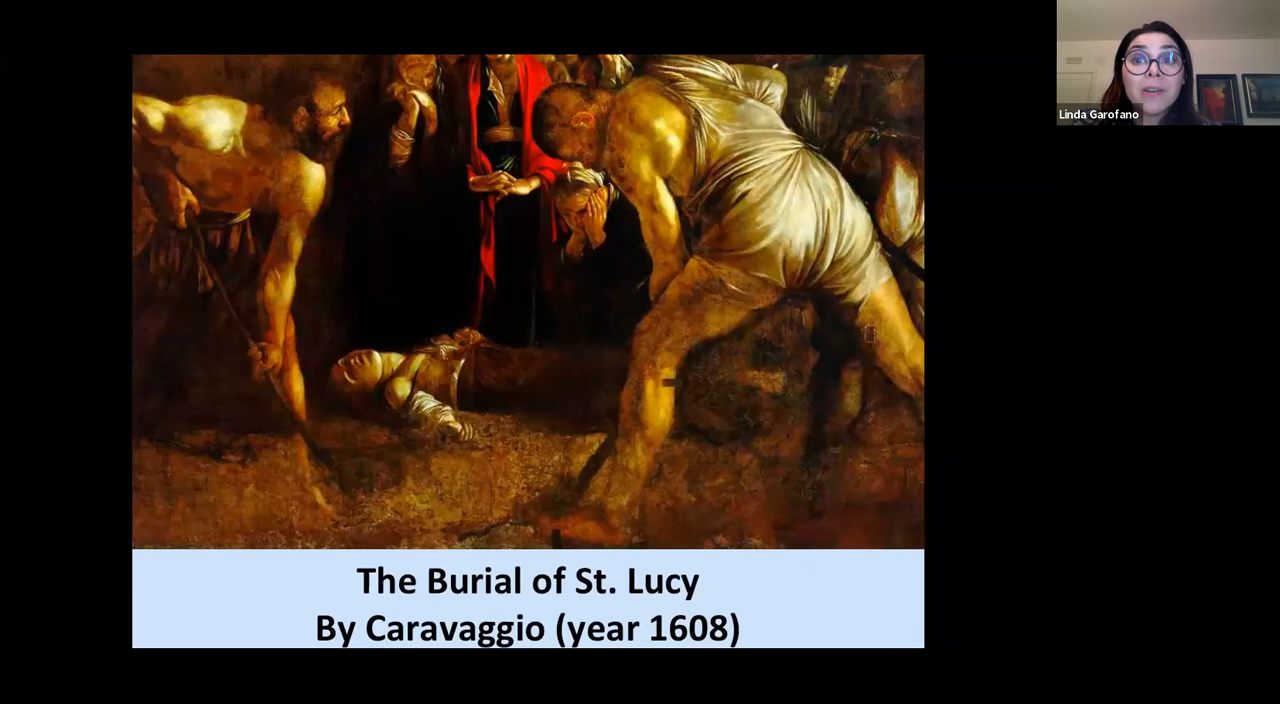 Linda Garofano
The Burial of St. Lucy
By Caravaggio (year 1608)